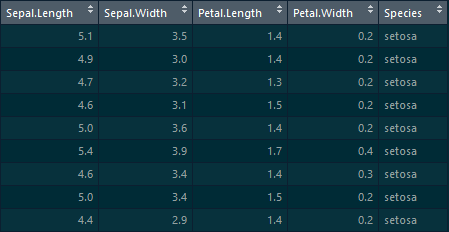 Sepal.Length Sepal.Width Petal.Length Petal.Width Species
5.1 3.5 1.4 0.2 setosa
4.9 3.0 1.4 0.2 setosa
4.7 3.2 1.3 0.2 setosa
4.6 3.1 1.5 0.2 setosa
5.0 3.6 1.4 0.2 setosa
5.4 3.9 1.7 0.4 setosa
4.6 3.4 1.4 0.3 setosa
5.0 3.4 1.5 0.2 setosa
4.4 2.9 1.4 0.2 setosa